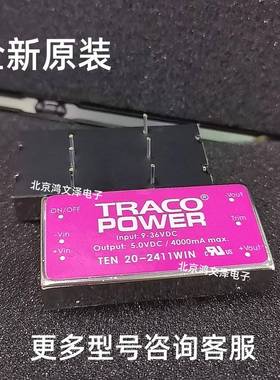 全新原装
北京鸿文泽电子
ON/OFF
-Vin
+Vin
TRACO®
POWER
Input: 9-36VDC
Output: 5.0VDC / 4000mA max.
TEN 20-2411WIN
+Vout
Trim
-Vout
c UL us
北京鸿文泽电子
更多型号咨询客服